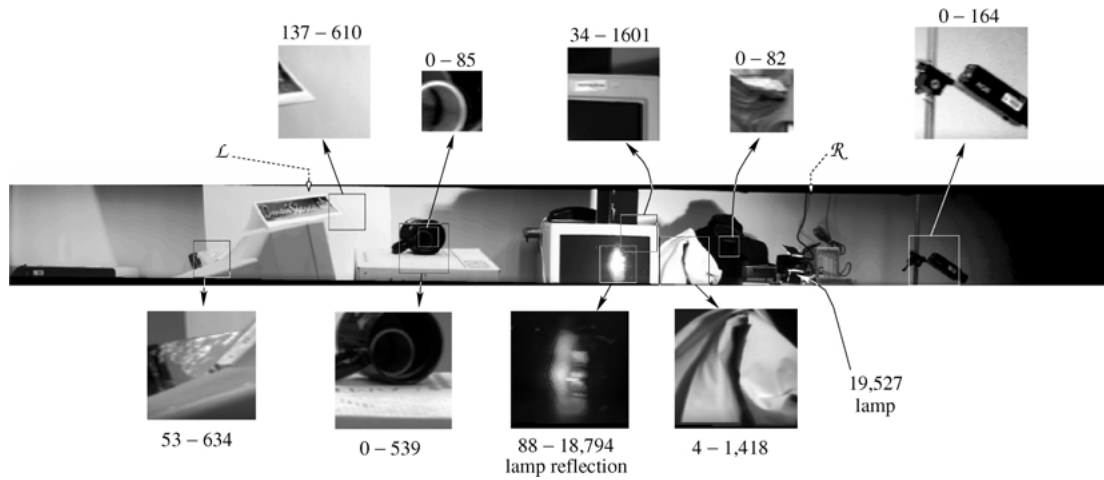 0 – 164
137 – 610
34 – 1601
0 – 85
0 – 82
ℒ
ℛ
19,527
lamp
53 – 634
0 – 539
88 – 18,794
lamp reflection
4 – 1,418